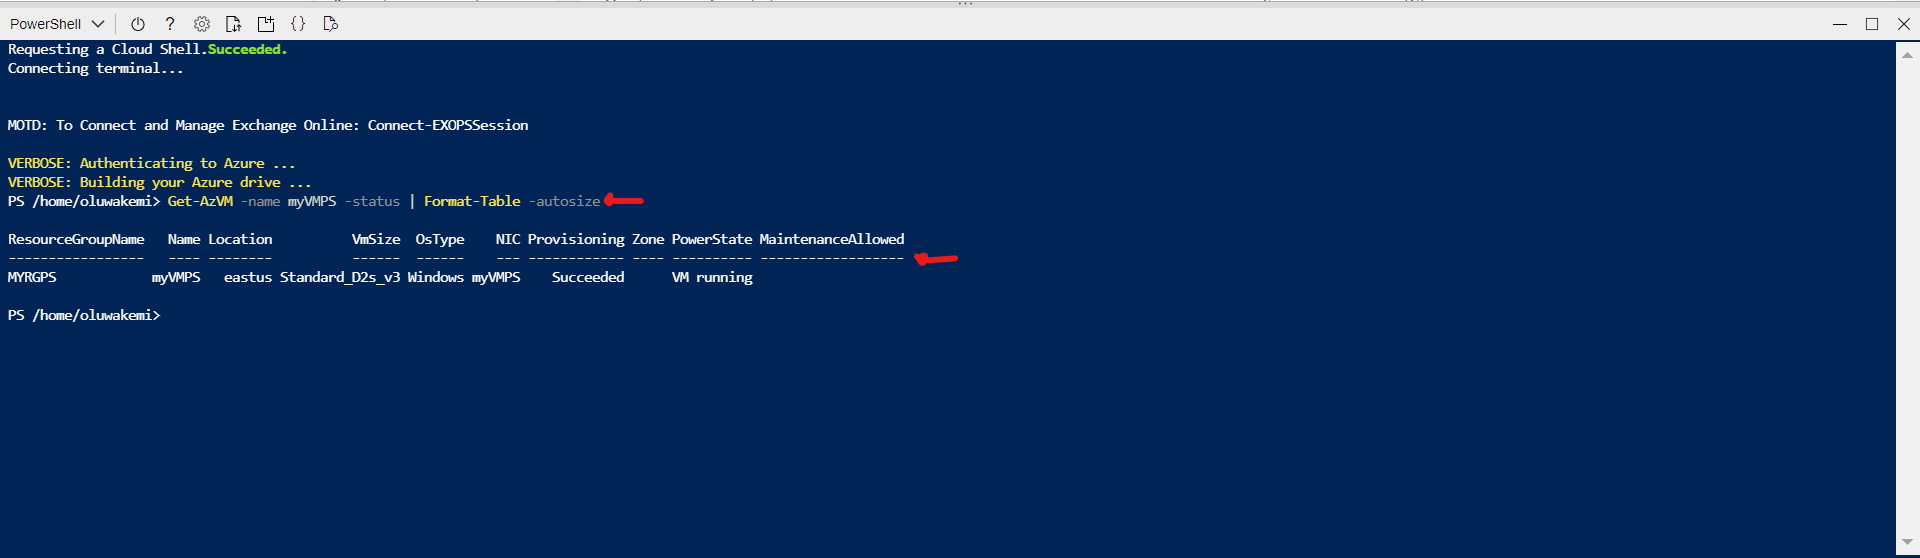 PowerShell
Requesting a Cloud Shell.Succeeded.
Connecting terminal...
MOTD: To Connect and Manage Exchange Online: Connect-EXOPSSession
VERBOSE: Authenticating to Azure ...
VERBOSE: Building your Azure drive ...
PS /home/oluwakemi> Get-AzVM -name myVMPS -status | Format-Table -autosize
ResourceGroupName   Name Location          VmSize  OsType    NIC Provisioning Zone PowerState MaintenanceAllowed
-----------------   ---- --------          ------  ------    --- ------------ ---- ---------- ------------------
MYRGPS            myVMPS   eastus Standard_D2s_v3 Windows myVMPS    Succeeded      VM running
PS /home/oluwakemi>